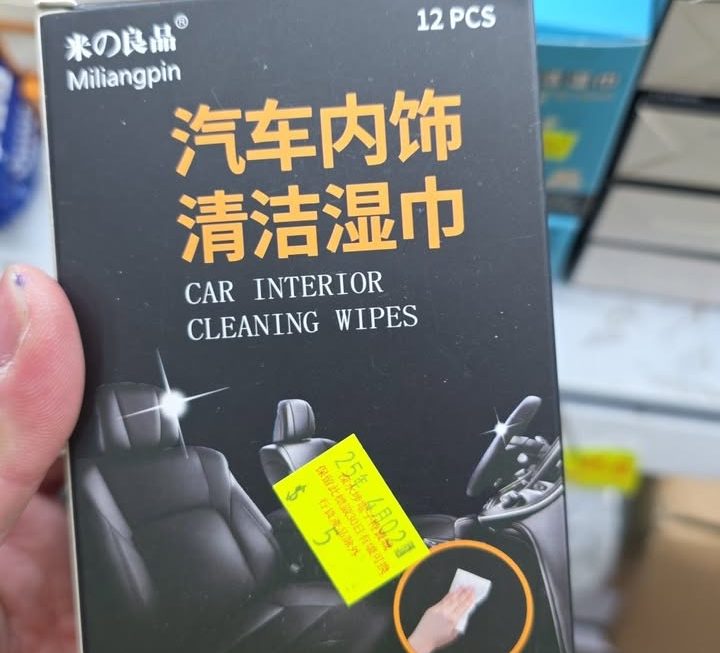 米の良品®
Miliangpin
12 PCS
汽车内饰
清洁湿巾
CAR INTERIOR
CLEANING WIPES
25年4月02日
$ 5